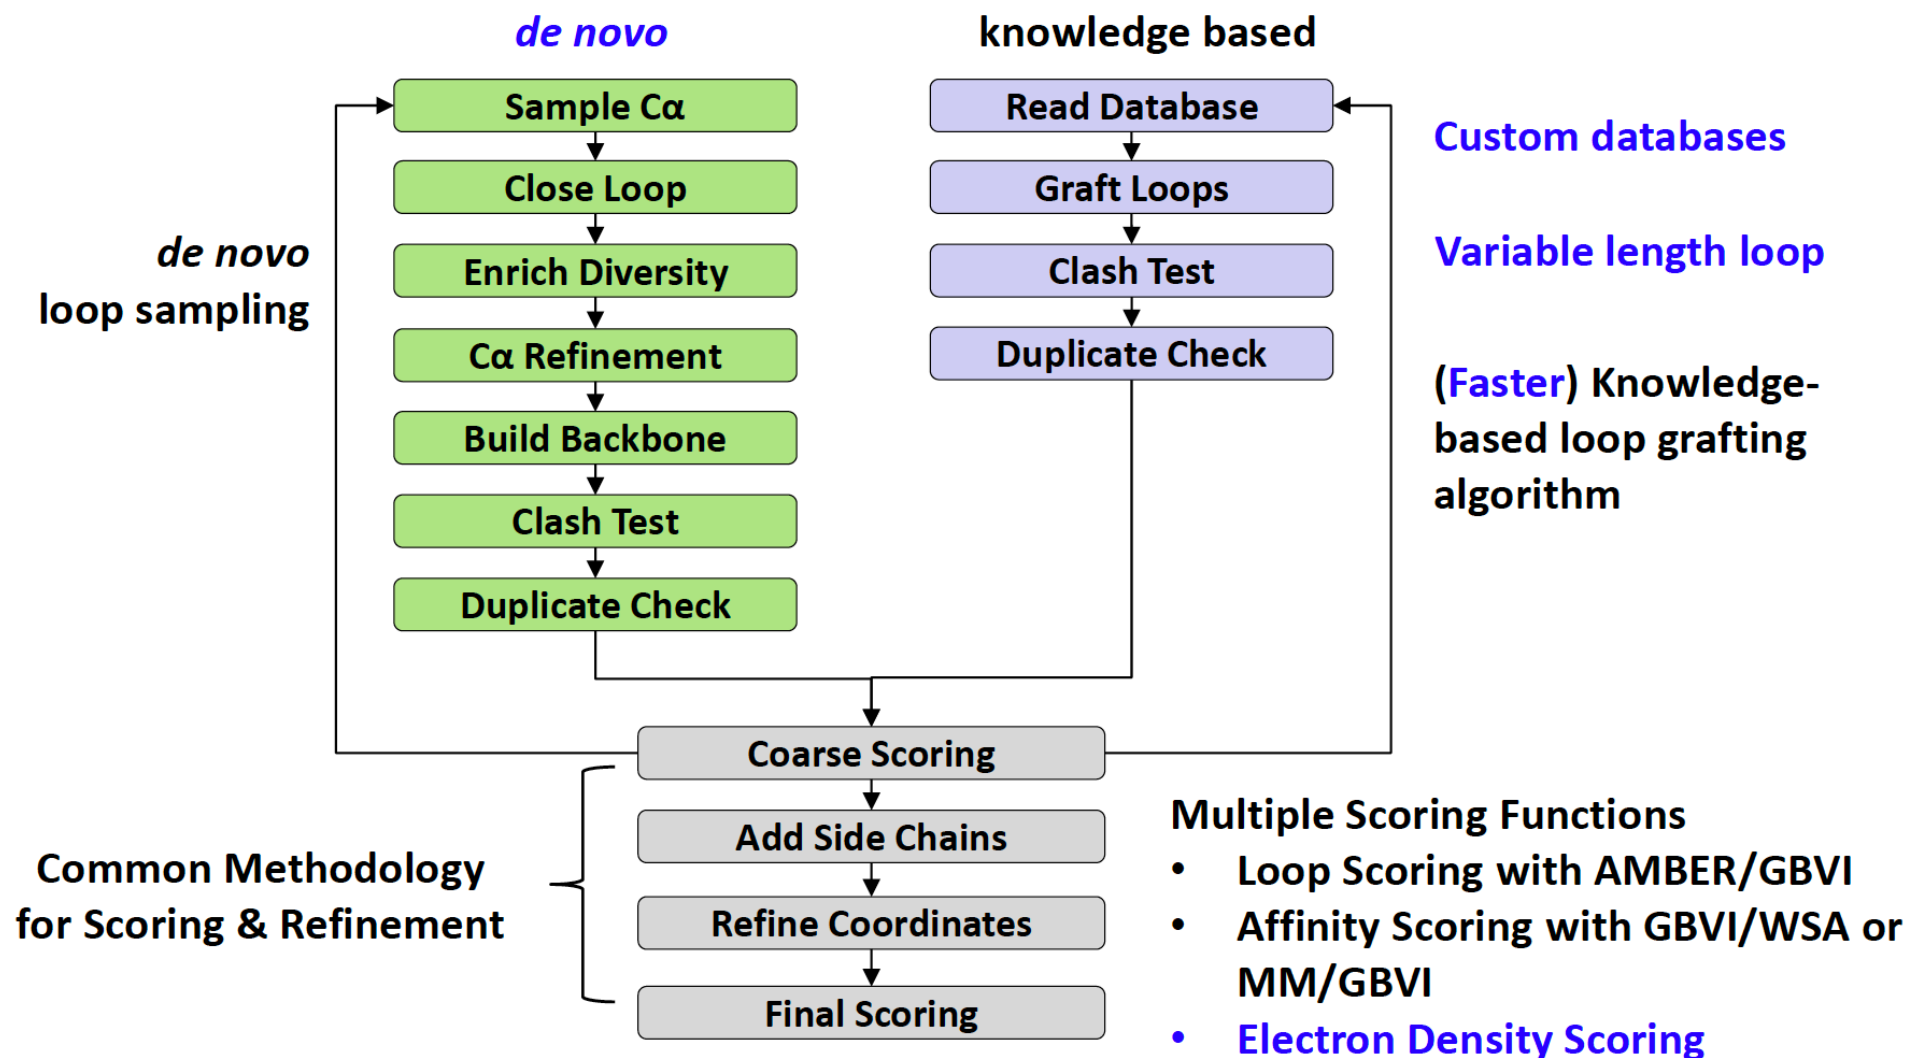 de novo
knowledge based
Sample Cα
Close Loop
Enrich Diversity
Cα Refinement
Build Backbone
Clash Test
Duplicate Check
Read Database
Graft Loops
Clash Test
Duplicate Check
de novo
loop sampling
Custom databases
Variable length loop
(Faster) Knowledge-
based loop grafting
algorithm
Coarse Scoring
Add Side Chains
Refine Coordinates
Final Scoring
Common Methodology
for Scoring & Refinement
Multiple Scoring Functions
• Loop Scoring with AMBER/GBVI
• Affinity Scoring with GBVI/WSA or
MM/GBVI
• Electron Density Scoring